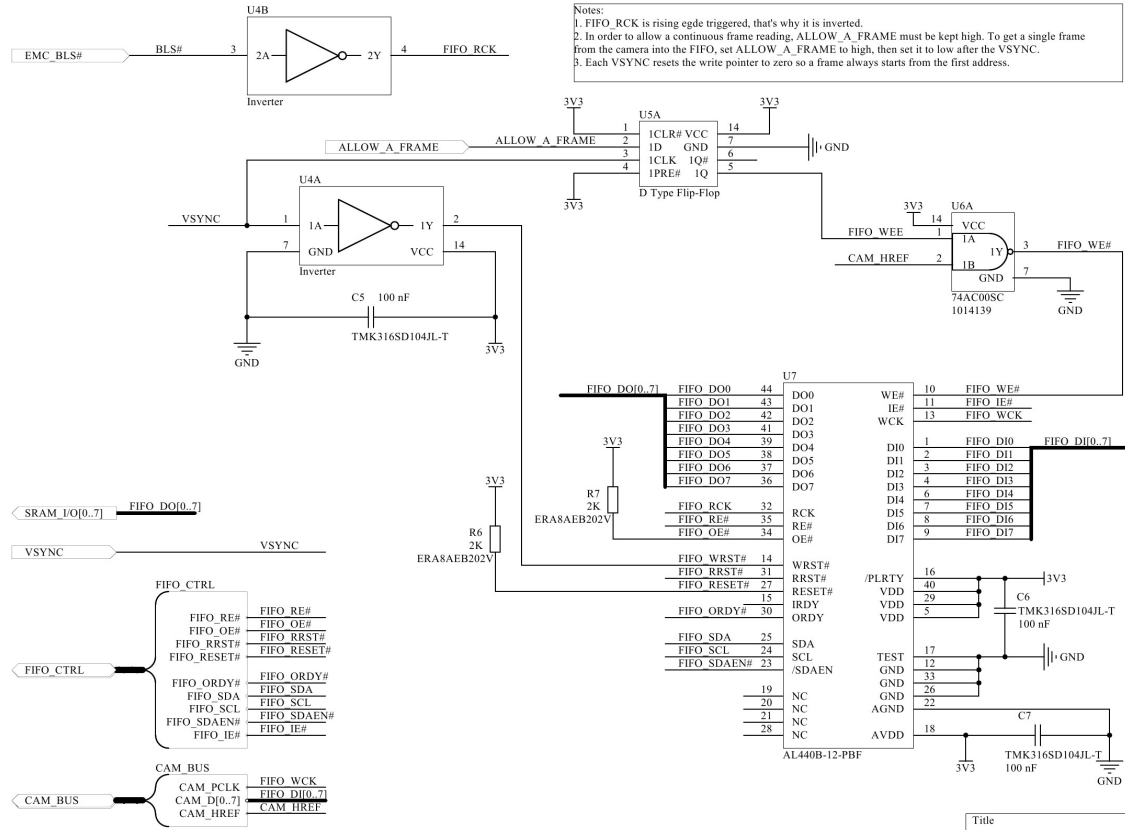 Notes:
1. FIFO_RCK is rising egde triggered, that's why it is inverted.
2. In order to allow a continuous frame reading, ALLOW_A_FRAME must be kept high. To get a single frame
from the camera into the FIFO, set ALLOW_A_FRAME to high, then set it to low after the VSYNC.
3. Each VSYNC resets the write pointer to zero so a frame always starts from the first address.
U4B
EMC_BLS#
BLS#
3
2A
2Y
4
FIFO_RCK
Inverter
3V3
3V3
U5A
1
1CLR#
VCC
14
ALLOW_A_FRAME
ALLOW_A_FRAME
2
1D
GND
7
GND
3
1CLK
1Q#
6
4
1PRE#
1Q
5
3V3
D Type Flip-Flop
U4A
VSYNC
1
1A
1Y
2
7
GND
VCC
14
Inverter
C5
100 nF
TMK316SD104JL-T
GND
3V3
3V3
U6A
14
VCC
FIFO_WEE
1
1A
1Y
3
FIFO_WE#
CAM_HREF
2
1B
GND
7
74AC00SC
1014139
GND
U7
FIFO_DO[0..7]
FIFO_DO0
44
DO0
WE#
10
FIFO_WE#
FIFO_DO1
43
DO1
IE#
11
FIFO_IE#
FIFO_DO2
42
DO2
WCK
13
FIFO_WCK
FIFO_DO3
41
DO3
FIFO_DO4
39
DO4
DI0
1
FIFO_DI0
FIFO_DI[0..7]
FIFO_DO5
38
DO5
DI1
2
FIFO_DI1
FIFO_DO6
37
DO6
DI2
3
FIFO_DI2
FIFO_DO7
36
DO7
DI3
4
FIFO_DI3
DI4
6
FIFO_DI4
FIFO_RCK
32
RCK
DI5
7
FIFO_DI5
FIFO_RE#
35
RE#
DI6
8
FIFO_DI6
FIFO_OE#
34
OE#
DI7
9
FIFO_DI7
3V3
R7
2K
ERA8AEB202V
3V3
R6
2K
ERA8AEB202V
FIFO_WRST#
14
WRST#
FIFO_RRST#
31
RRST#
FIFO_RESET#
27
RESET#
15
IRDY
FIFO_ORDY#
30
ORDY
FIFO_SDA
25
SDA
FIFO_SCL
24
SCL
FIFO_SDAEN#
23
/SDAEN
19
NC
20
NC
21
NC
28
NC
/PLRTY
16
3V3
VDD
40
VDD
29
VDD
5
C6
TMK316SD104JL-T
100 nF
TEST
17
GND
GND
12
GND
33
GND
26
AGND
22
AVDD
18
C7
TMK316SD104JL-T
100 nF
3V3
GND
AL440B-12-PBF
SRAM_I/O[0..7]
FIFO_DO[0..7]
VSYNC
VSYNC
FIFO_CTRL
FIFO_CTRL
FIFO_RE#
FIFO_RE#
FIFO_OE#
FIFO_OE#
FIFO_RRST#
FIFO_RRST#
FIFO_RESET#
FIFO_RESET#
FIFO_ORDY#
FIFO_ORDY#
FIFO_SDA
FIFO_SDA
FIFO_SCL
FIFO_SCL
FIFO_SDAEN#
FIFO_SDAEN#
FIFO_IE#
FIFO_IE#
CAM_BUS
CAM_BUS
CAM_PCLK
FIFO_WCK
CAM_D[0..7]
FIFO_DI[0..7]
CAM_HREF
CAM_HREF
Title